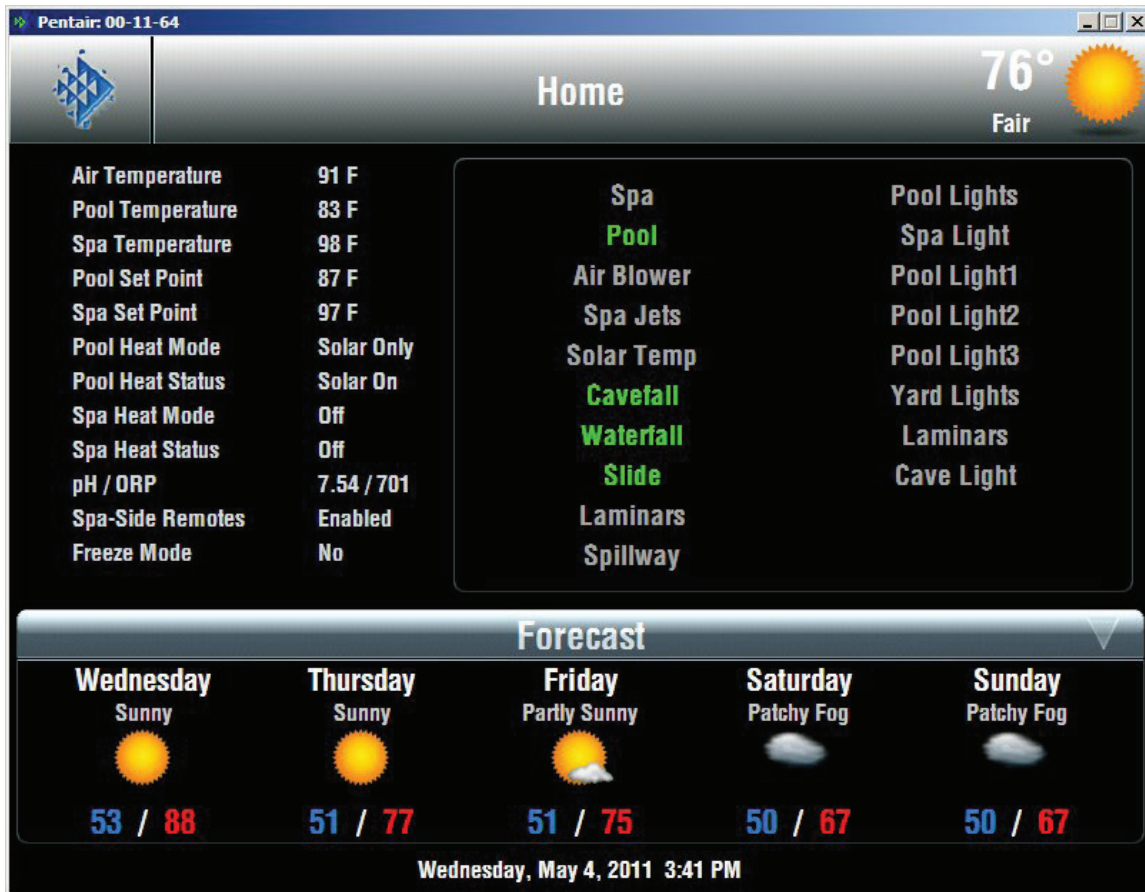 Pentair: 00-11-64
Home
76°
Fair
Air Temperature 91 F
Pool Temperature 83 F
Spa Temperature 98 F
Pool Set Point 87 F
Spa Set Point 97 F
Pool Heat Mode Solar Only
Pool Heat Status Solar On
Spa Heat Mode Off
Spa Heat Status Off
pH / ORP 7.54 / 701
Spa-Side Remotes Enabled
Freeze Mode No
Spa
Pool
Air Blower
Spa Jets
Solar Temp
Cavefall
Waterfall
Slide
Laminars
Spillway
Pool Lights
Spa Light
Pool Light1
Pool Light2
Pool Light3
Yard Lights
Laminars
Cave Light
Forecast
Wednesday Thursday Friday Saturday Sunday
Sunny Sunny Partly Sunny Patchy Fog Patchy Fog
53 / 88 51 / 77 51 / 75 50 / 67 50 / 67
Wednesday, May 4, 2011 3:41 PM